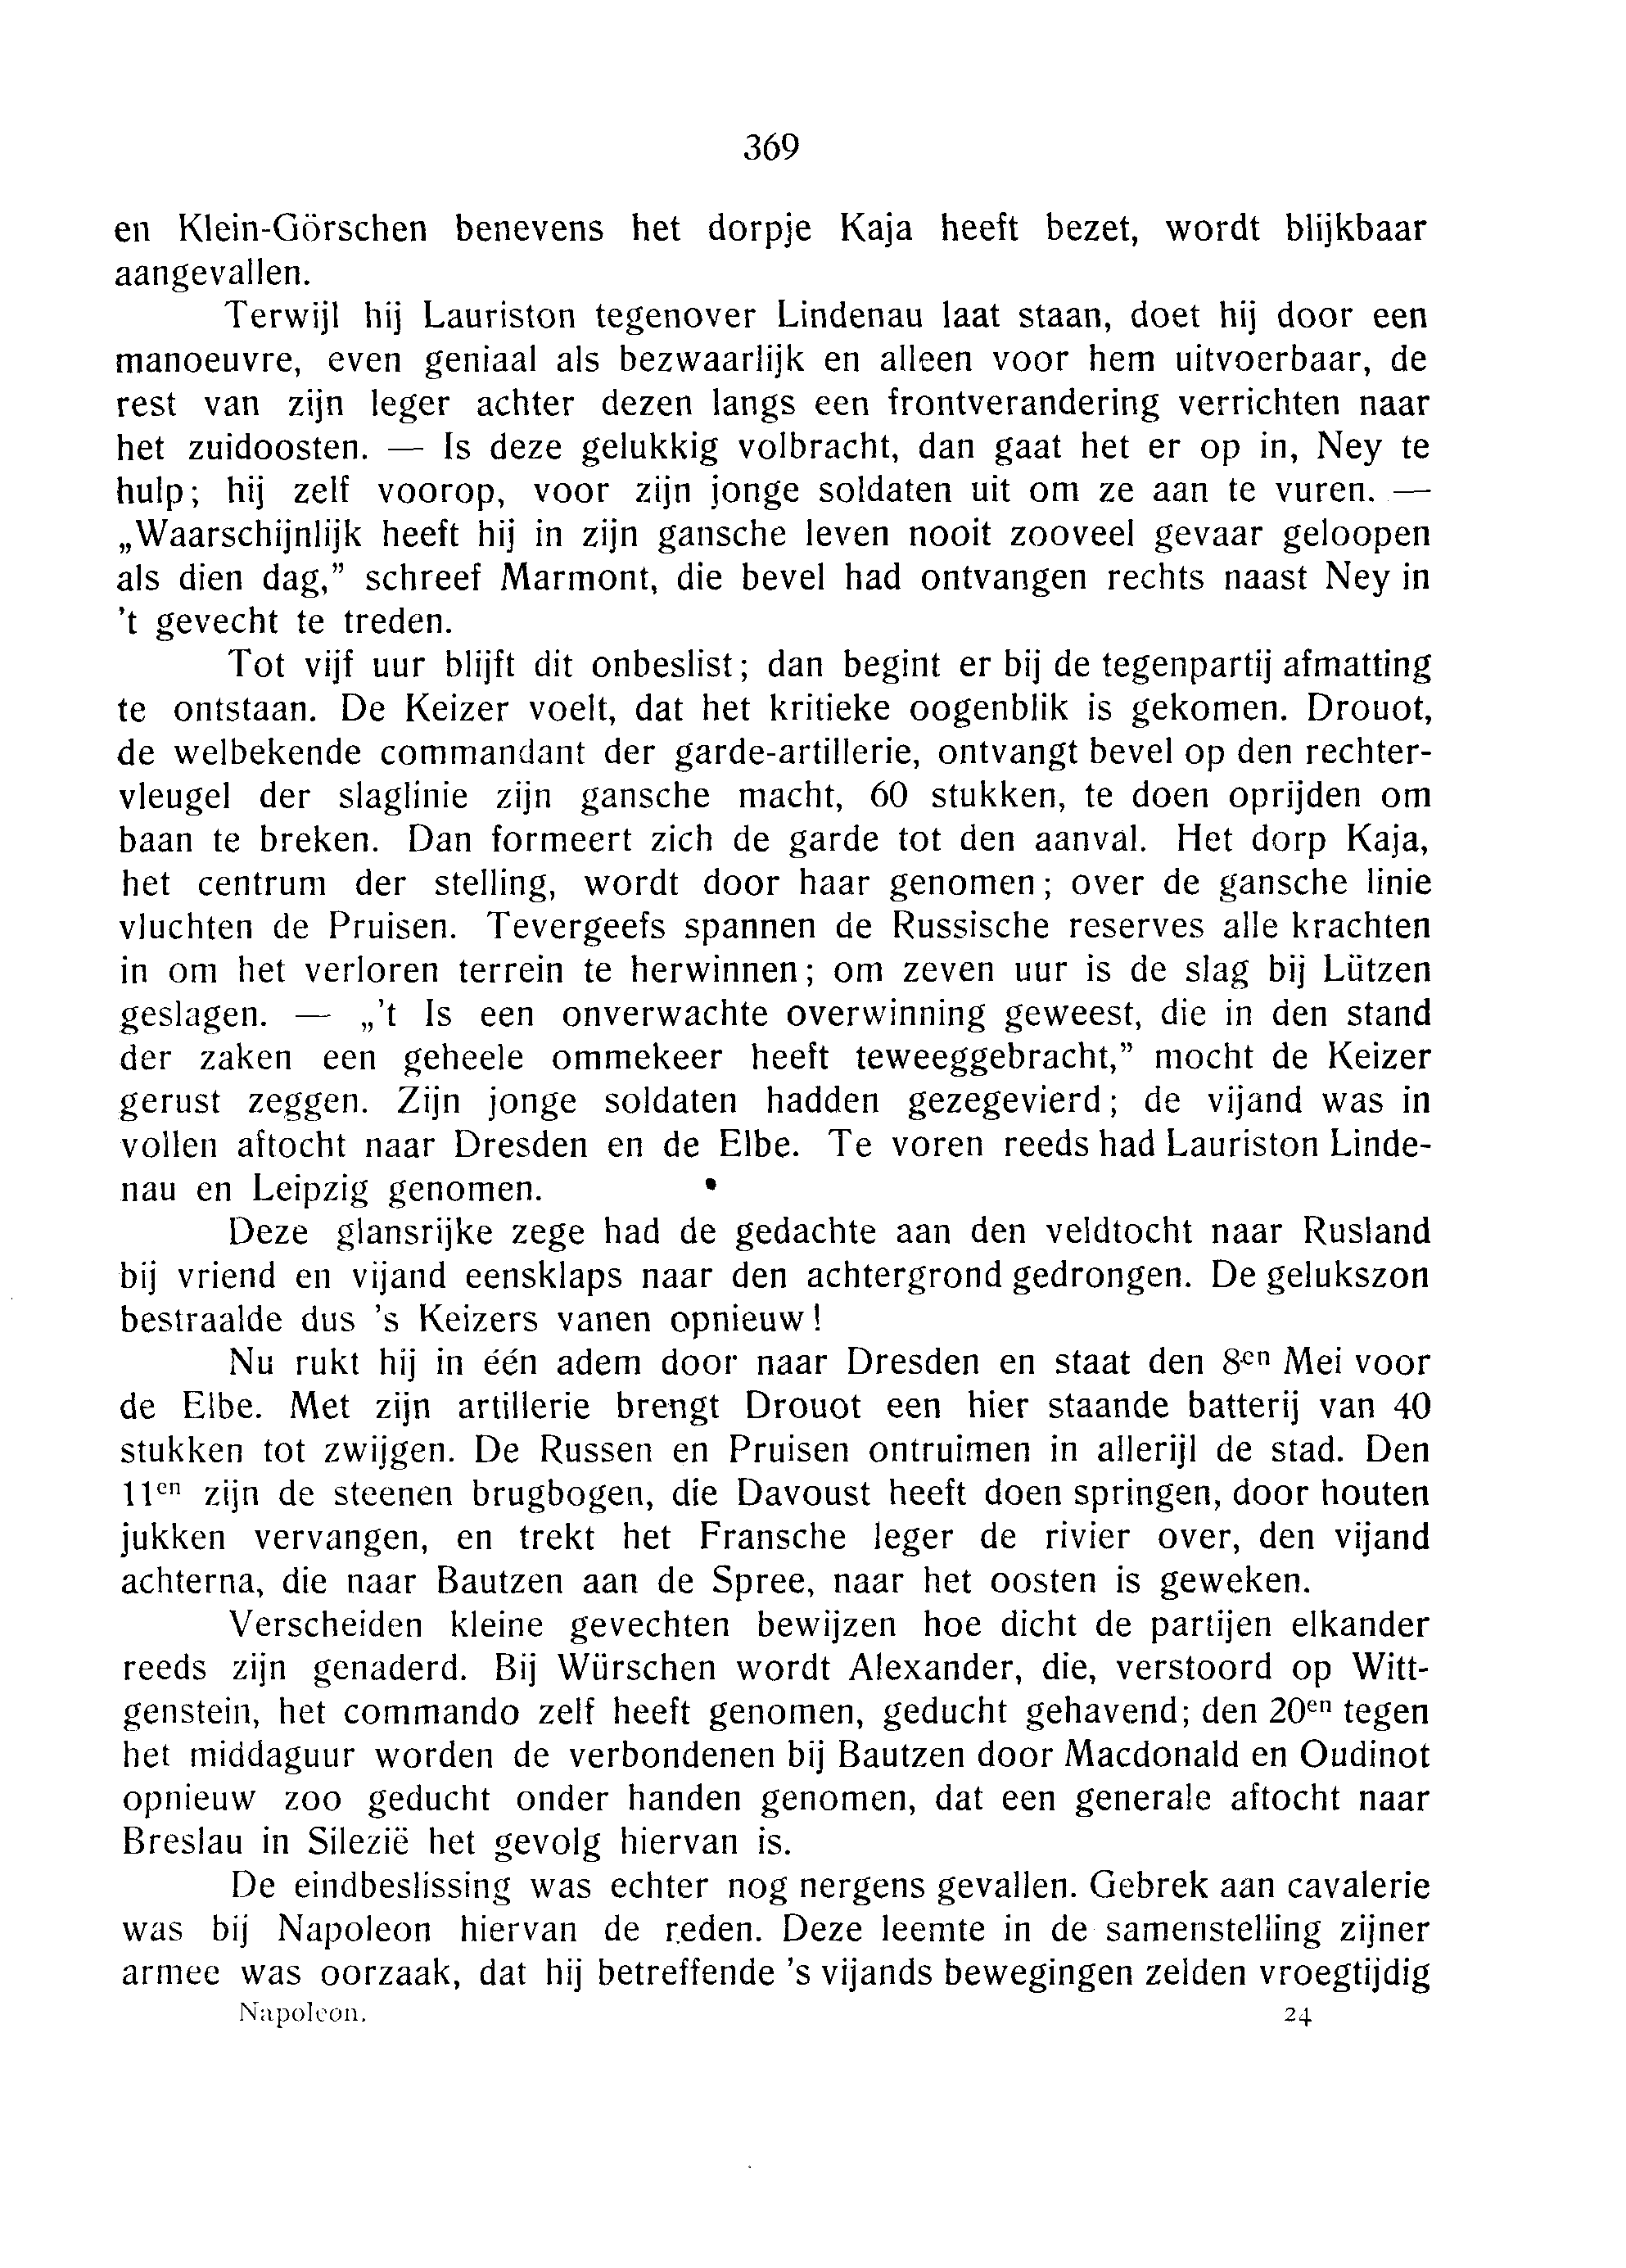 369
en Klein-Görschen benevens het dorpje Kaja heeft bezet, wordt blijkbaar
aangevallen.
Terwijl hij Lauriston tegenover Lindenau laat staan, doet hij door een
manoeuvre, even geniaal als bezwaarlijk en alleen voor hem uitvoerbaar, de
rest van zijn leger achter dezen langs een frontverandering verrichten naar
het zuidoosten. — Is deze gelukkig volbracht, dan gaat het er op in, Ney te
hulp; hij zelf voorop, voor zijn jonge soldaten uit om ze aan te vuren. —
„Waarschijnlijk heeft hij in zijn gansche leven nooit zooveel gevaar geloopen
als dien dag,” schreef Marmont, die bevel had ontvangen rechts naast Ney in
’t gevecht te treden.
Tot vijf uur blijft dit onbeslist; dan begint er bij de tegenpartij afmatting
te ontstaan. De Keizer voelt, dat het kritieke oogenblik is gekomen. Drouot,
de welbekende commandant der garde-artillerie, ontvangt bevel op den rechter-
vleugel der slaglinie zijn gansche macht, 60 stukken, te doen oprijden om
baan te breken. Dan formeert zich de garde tot den aanval. Het dorp Kaja,
het centrum der stelling, wordt door haar genomen; over de gansche linie
vluchten de Pruisen. Tevergeefs spannen de Russische reserves alle krachten
in om het verloren terrein te herwinnen; om zeven uur is de slag bij Lützen
geslagen. — „’t Is een onverwachte overwinning geweest, die in den stand
der zaken een geheele ommekeer heeft teweeggebracht,” mocht de Keizer
gerust zeggen. Zijn jonge soldaten hadden gezegevierd; de vijand was in
vollen aftocht naar Dresden en de Elbe. Te voren reeds had Lauriston Linde-
nau en Leipzig genomen.
Deze glansrijke zege had de gedachte aan den veldtocht naar Rusland
bij vriend en vijand eensklaps naar den achtergrond gedrongen. De gelukszon
bestraalde dus ’s Keizers vanen opnieuw!
Nu rukt hij in één adem door naar Dresden en staat den 8en Mei voor
de Elbe. Met zijn artillerie brengt Drouot een hier staande batterij van 40
stukken tot zwijgen. De Russen en Pruisen ontruimen in allerijl de stad. Den
11en zijn de steenen brugbogen, die Davoust heeft doen springen, door houten
jukken vervangen, en trekt het Fransche leger de rivier over, den vijand
achterna, die naar Bautzen aan de Spree, naar het oosten is geweken.
Verscheiden kleine gevechten bewijzen hoe dicht de partijen elkander
reeds zijn genaderd. Bij Würschen wordt Alexander, die, verstoord op Witt-
genstein, het commando zelf heeft genomen, geducht gehavend; den 20en tegen
het middaguur worden de verbondenen bij Bautzen door Macdonald en Oudinot
opnieuw zoo geducht onder handen genomen, dat een generale aftocht naar
Breslau in Silezië het gevolg hiervan is.
De eindbeslissing was echter nog nergens gevallen. Gebrek aan cavalerie
was bij Napoleon hiervan de reden. Deze leemte in de samenstelling zijner
armee was oorzaak, dat hij betreffende ’s vijands bewegingen zelden vroegtijdig
Napoleon. 24